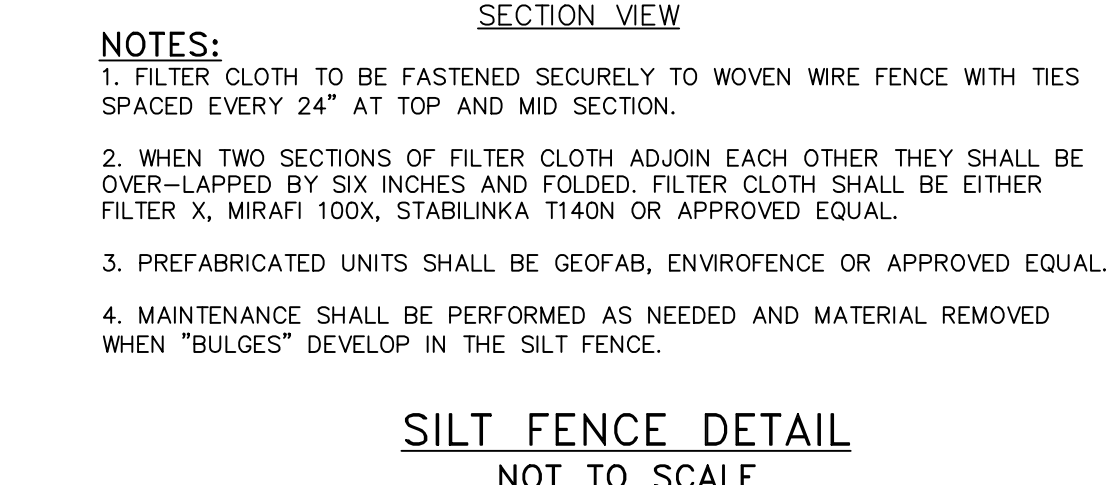 SECTION VIEW
NOTES:
1. FILTER CLOTH TO BE FASTENED SECURELY TO WOVEN WIRE FENCE WITH TIES
SPACED EVERY 24" AT TOP AND MID SECTION.
2. WHEN TWO SECTIONS OF FILTER CLOTH ADJOIN EACH OTHER THEY SHALL BE
OVER-LAPPED BY SIX INCHES AND FOLDED. FILTER CLOTH SHALL BE EITHER
FILTER X, MIRAFI 100X, STABILINKA T140N OR APPROVED EQUAL.
3. PREFABRICATED UNITS SHALL BE GEOFAB, ENVIROFENCE OR APPROVED EQUAL.
4. MAINTENANCE SHALL BE PERFORMED AS NEEDED AND MATERIAL REMOVED
WHEN "BULGES" DEVELOP IN THE SILT FENCE.
SILT FENCE DETAIL
NOT TO SCALE